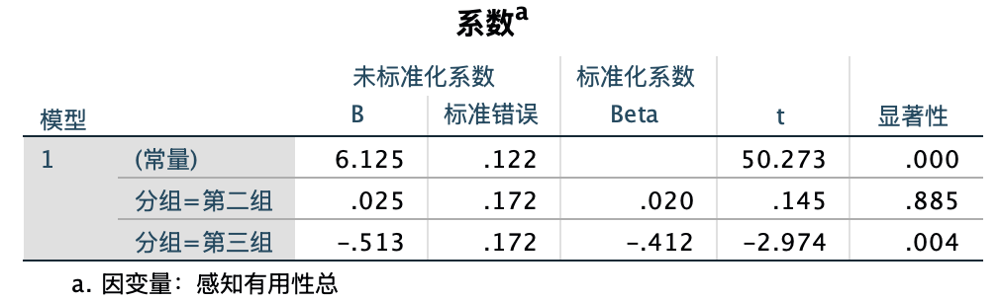 系数a
未标准化系数 标准化系数
模型 B 标准错误 Beta t 显著性
1 (常量) 6.125 .122 50.273 .000
分组=第二组 .025 .172 .020 .145 .885
分组=第三组 -.513 .172 -.412 -2.974 .004
a. 因变量：感知有用性总